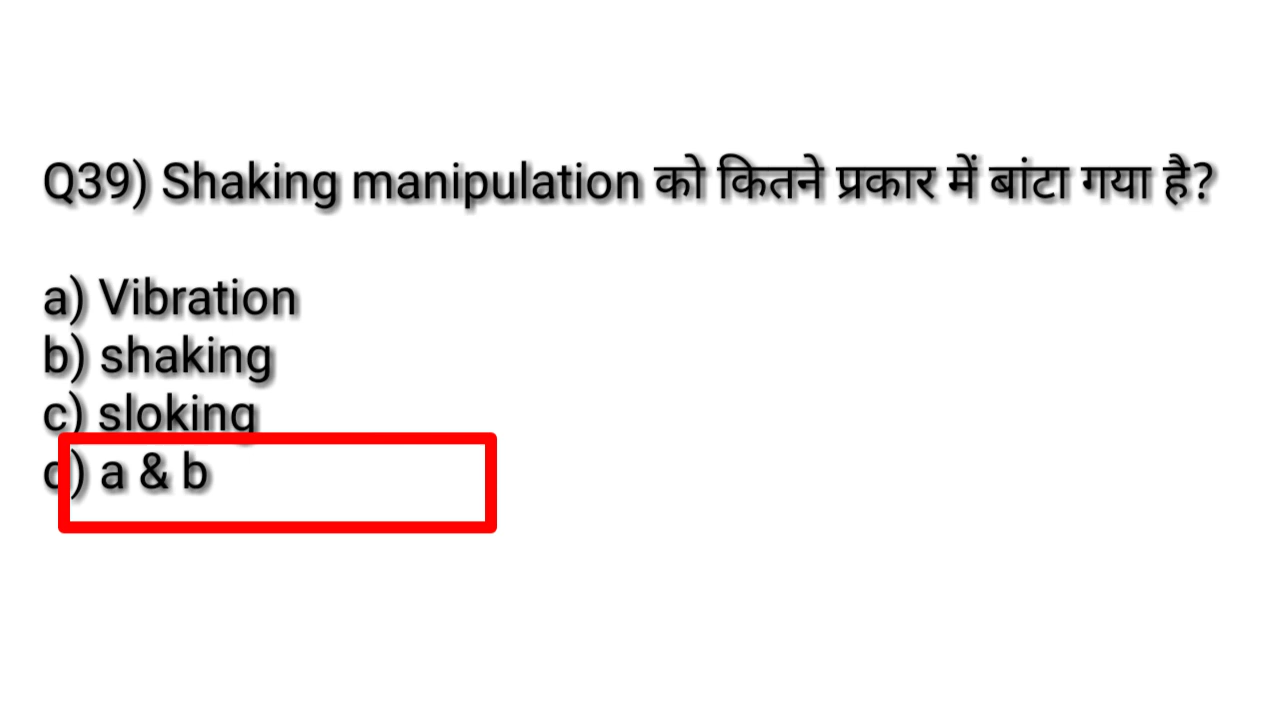 Q39) Shaking manipulation को कितने प्रकार में बांटा गया है?
a) Vibration
b) shaking
c) sloking
d) a & b